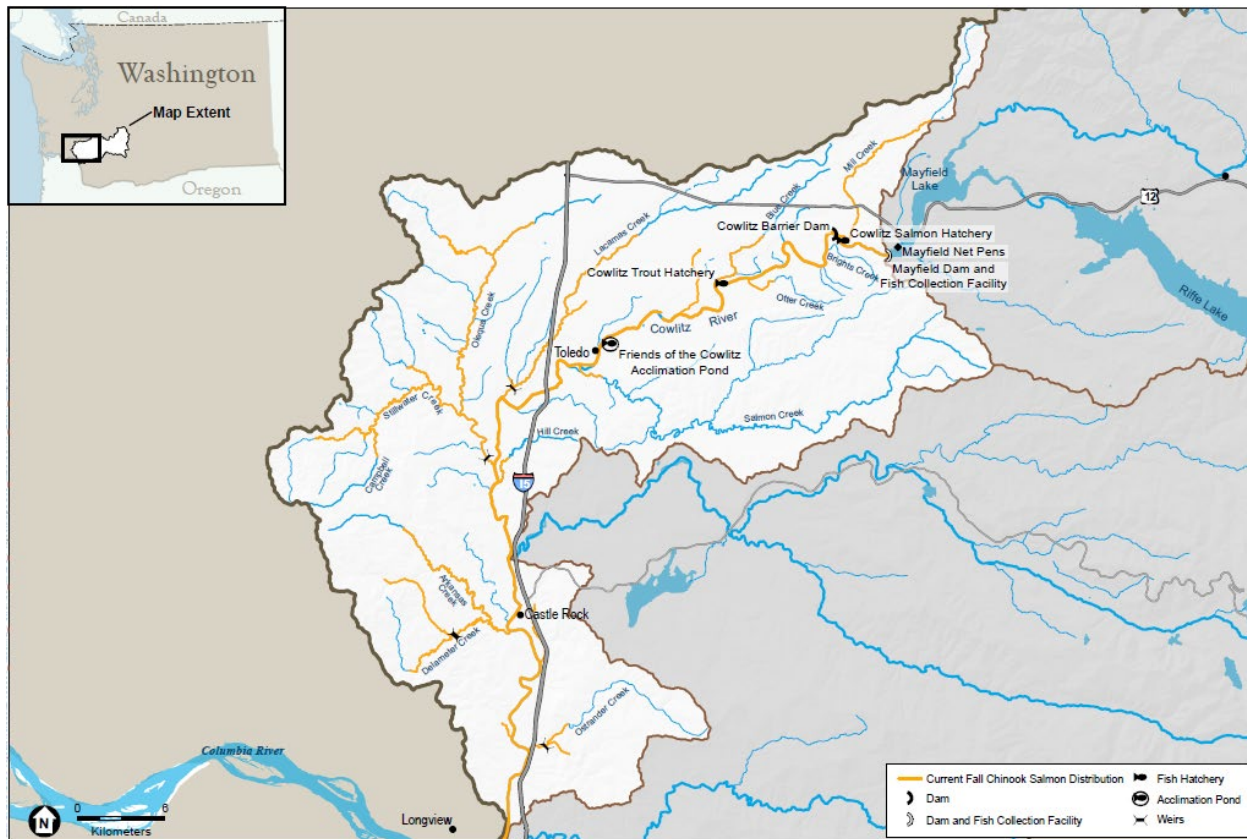 Canada
Washington
Map Extent
Oregon
Mill Creek
Mayfield
Lake
12
Blue Creek
Lacamas Creek
Cowlitz Barrier Dam
Cowlitz Salmon Hatchery
Mayfield Net Pens
Brights Creek
Mayfield Dam and
Fish Collection Facility
Cowlitz Trout Hatchery
Riffe Lake
Otter Creek
Olequa Creek
Cowlitz River
Toledo
Friends of the Cowlitz
Acclimation Pond
Stillwater Creek
Salmon Creek
Hill Creek
Campbell
Creek
15
Arkansas
Creek
Castle Rock
Delameter Creek
Ostrander Creek
Columbia River
N
0 6
Kilometers
Longview
Current Fall Chinook Salmon Distribution
Fish Hatchery
Dam
Acclimation Pond
Dam and Fish Collection Facility
Weirs